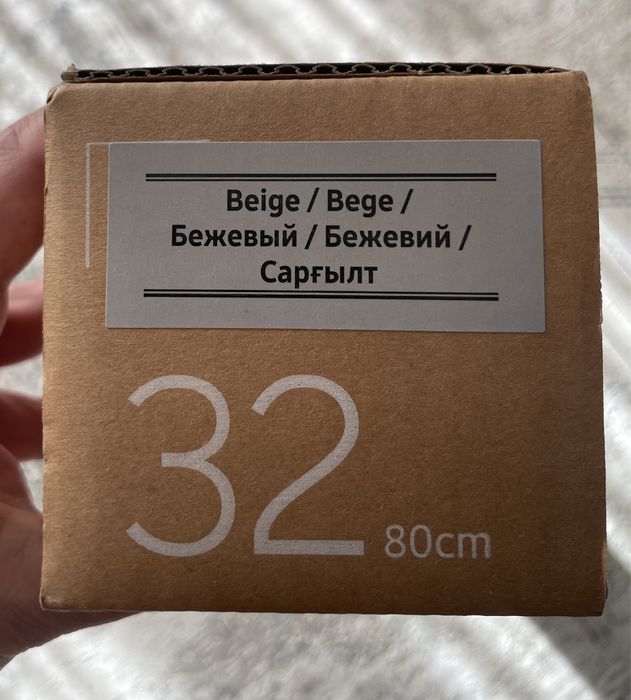 Beige / Bege /
Бежевый / Бежевий /
Сарғылт
32 80cm